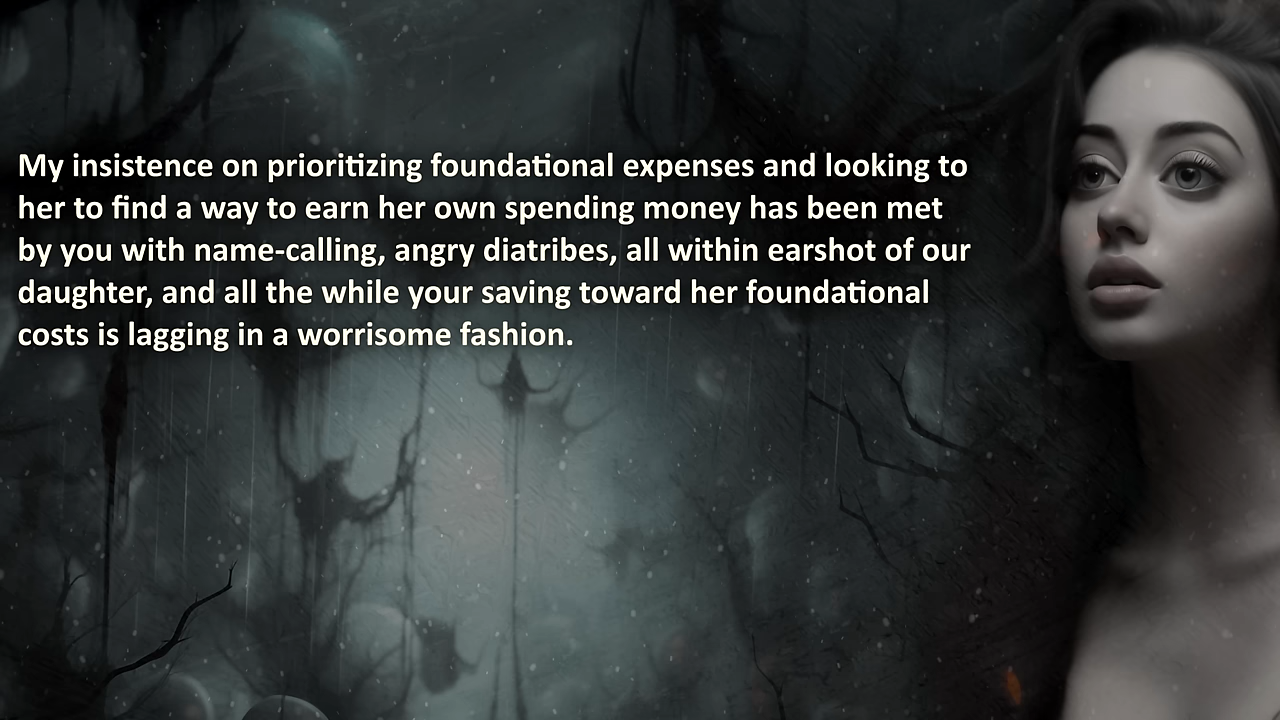 My insistence on prioritizing foundational expenses and looking to
her to find a way to earn her own spending money has been met
by you with name-calling, angry diatribes, all within earshot of our
daughter, and all the while your saving toward her foundational
costs is lagging in a worrisome fashion.